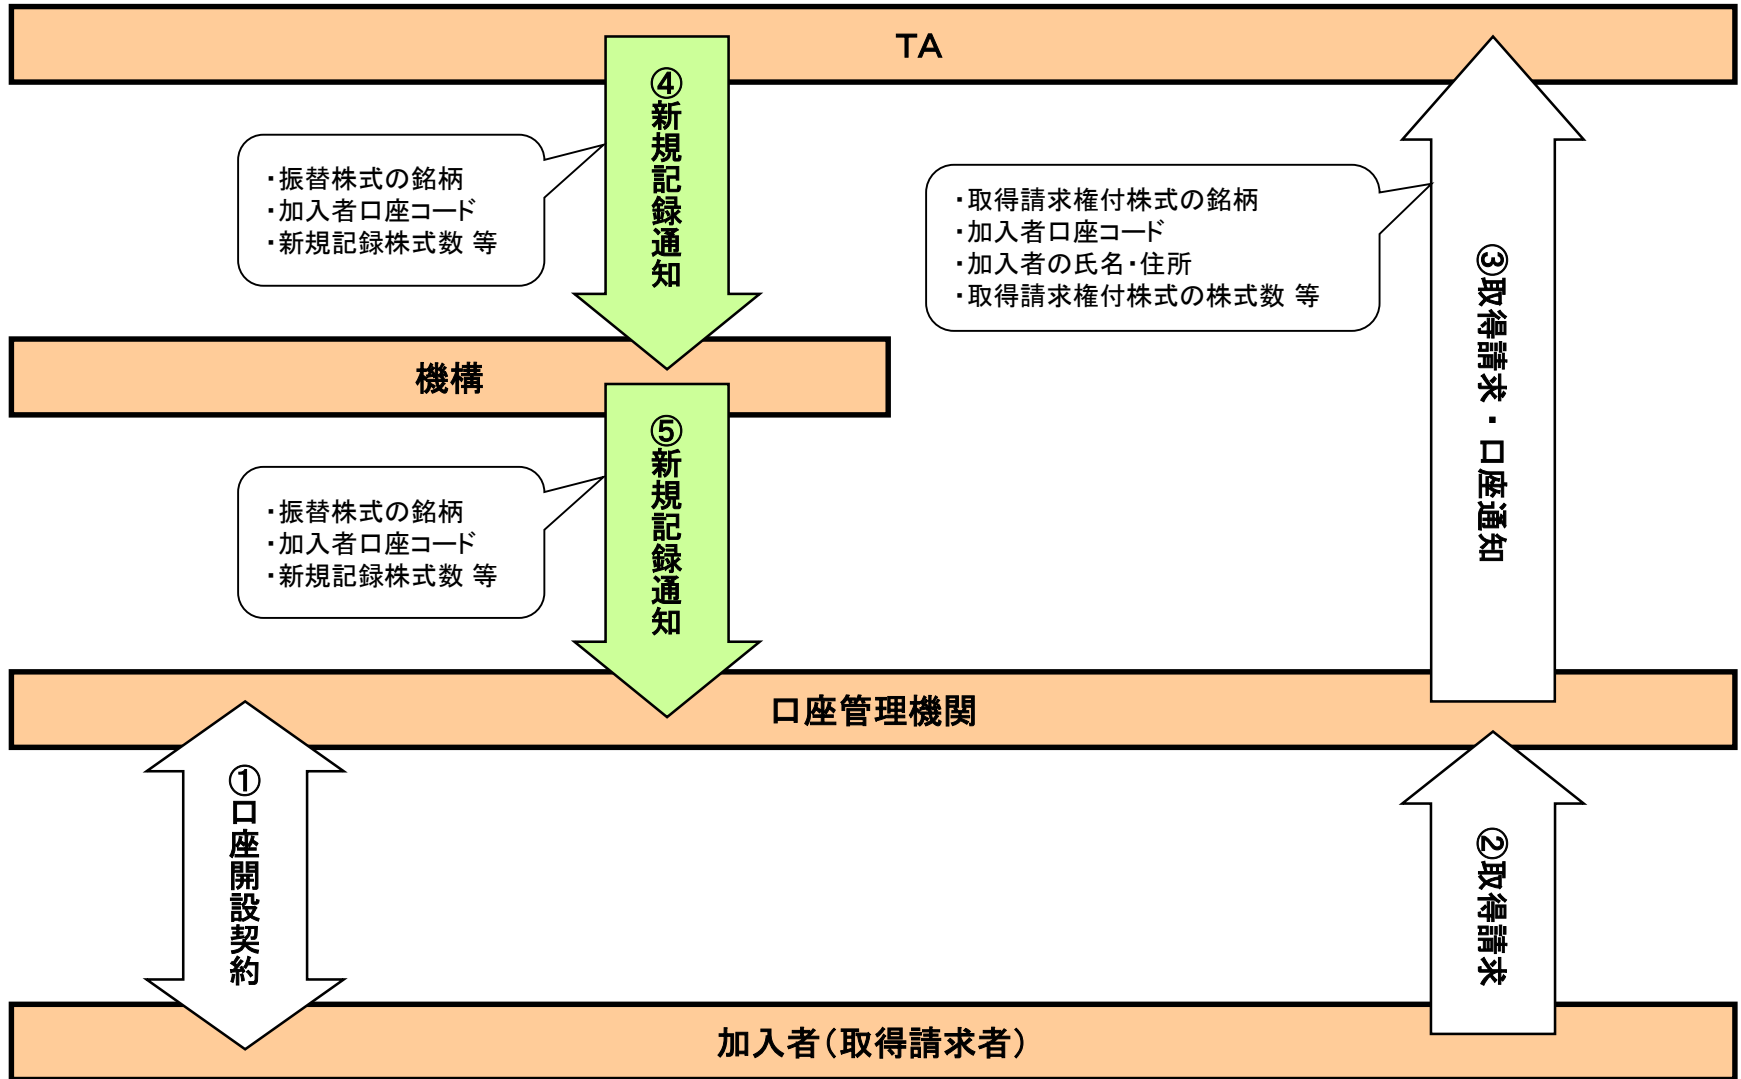 TA
④新規記録通知
・振替株式の銘柄
・加入者口座コード
・新規記録株式数 等
・取得請求権付株式の銘柄
・加入者口座コード
・加入者の氏名・住所
・取得請求権付株式の株式数 等
③取得請求・口座通知
機構
⑤新規記録通知
・振替株式の銘柄
・加入者口座コード
・新規記録株式数 等
口座管理機関
①口座開設契約
②取得請求
加入者（取得請求者）